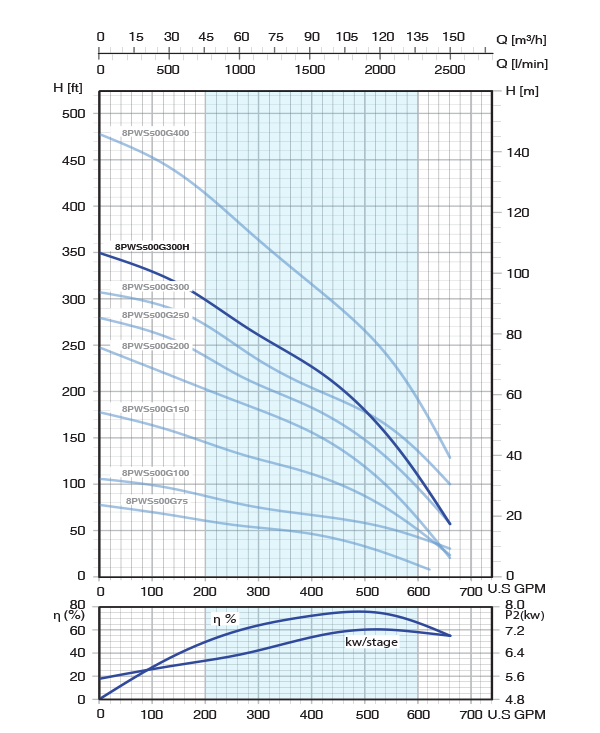 0 15 30 45 60 75 90 105 120 135 150 Q [m³/h]
0 500 1000 1500 2000 2500 Q [l/min]
H [ft] H [m]
500
8PWSs00G400
450 140
400 120
350 8PWSs00G300H
100
300 8PWSs00G300
8PWSs00G2s0
250 80
8PWSs00G200
200 60
8PWSs00G1s0
150 40
100 8PWSs00G100
8PWSs00G7s
50 20
0 0
0 100 200 300 400 500 600 700 U.S GPM
80 8.0
η (%) P2(kw)
η %
60 7.2
kw/stage
40 6.4
20 5.6
0 4.8
0 100 200 300 400 500 600 700 U.S GPM